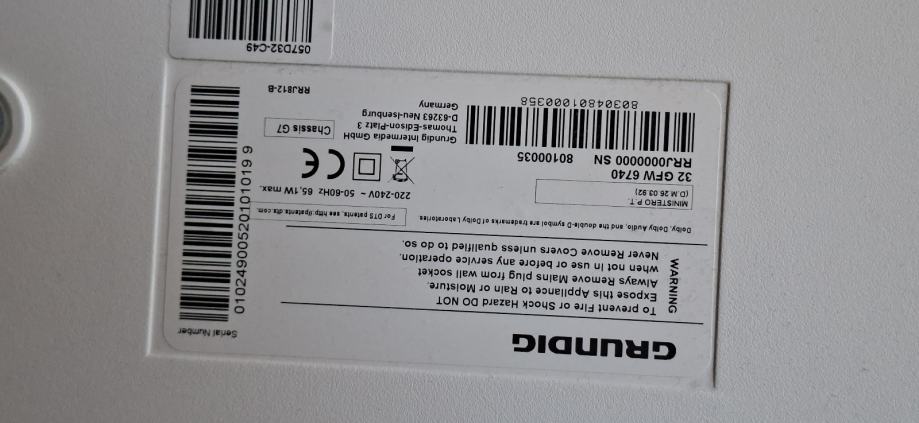 GRUNDIG
To prevent Fire or Shock Hazard DO NOT
Expose this Appliance to Rain or Moisture.
Always Remove Mains plug from wall socket
when not in use or before any service operation.
Never Remove Covers unless qualified to do so.
WARNING
Dolby, Dolby Audio, and the double-D symbol are trademarks of Dolby Laboratories.
For DTS patents, see http://patents.dts.com.
MINISTERO P.T.
(D.M 26.03.92)
220-240V ~ 50-60Hz 65,1W max.
32 GFW 6740
RRJ0000000 SN 80100035
CE
80304801000358
Grundig Intermedia GmbH
Thomas-Edison-Platz 3
D-63263 Neu-Isenburg
Germany
Chassis G7
RRJ812-B
Serial Number
010249005201010199
057D32-C49